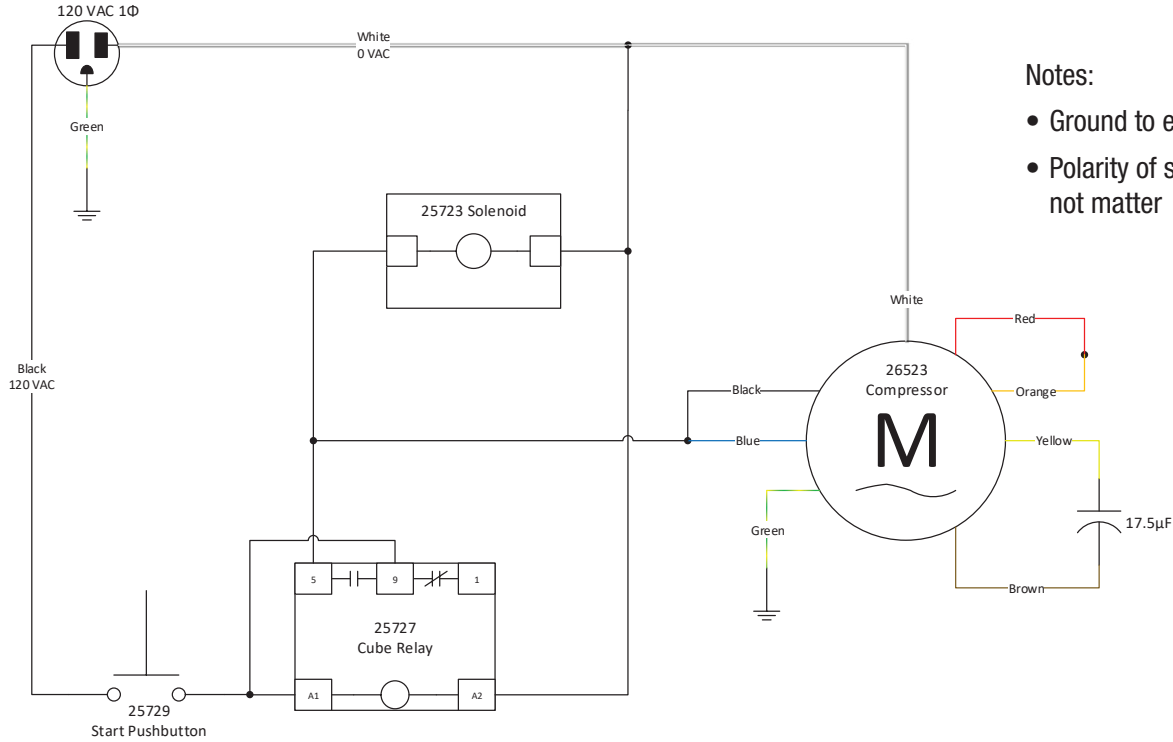 120 VAC 1Φ
White
0 VAC
Green
Notes:
• Ground to e
• Polarity of s
not matter
25723 Solenoid
White
Black
120 VAC
Red
26523
Compressor
M
Black
Orange
Blue
Yellow
Green
17.5µF
Brown
5
9
1
25727
Cube Relay
A1
A2
25729
Start Pushbutton